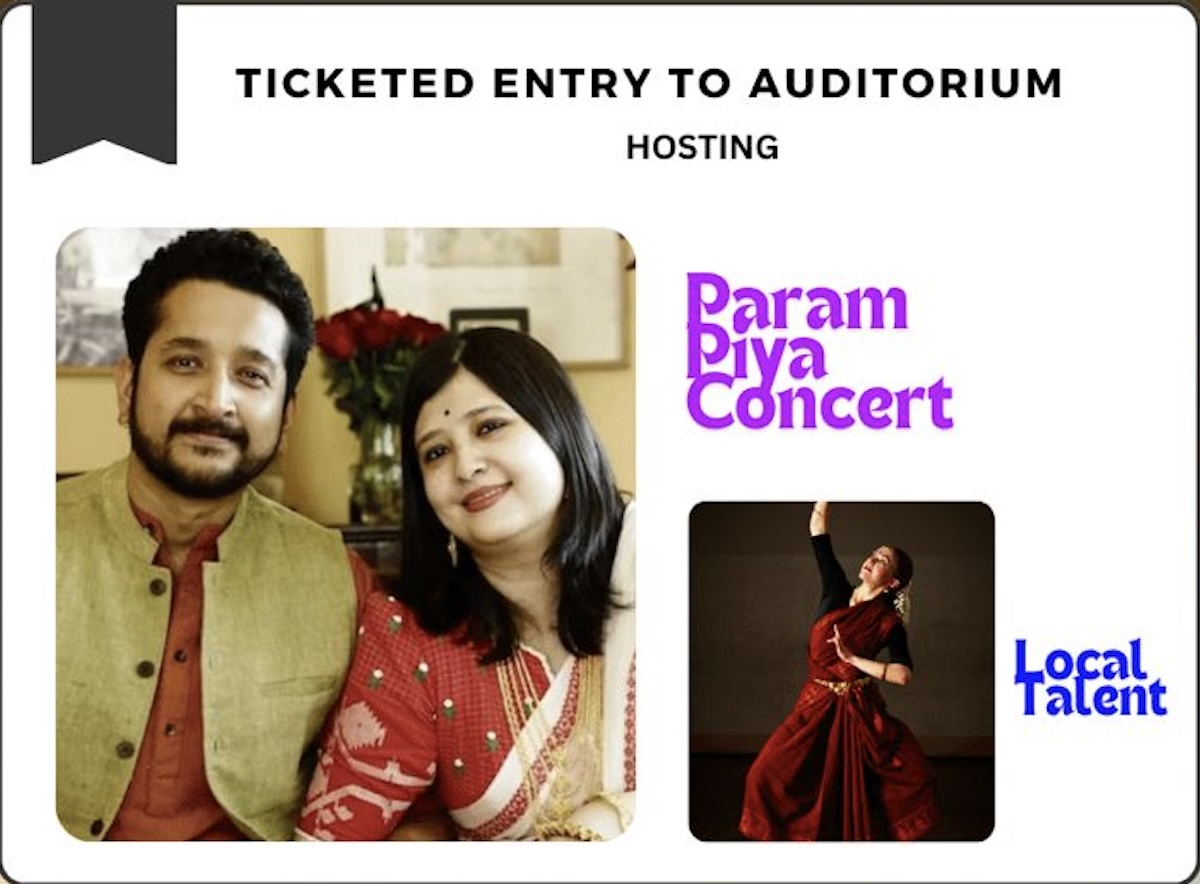 TICKETED ENTRY TO AUDITORIUM
HOSTING
Param
Piya
Concert
Local
Talent